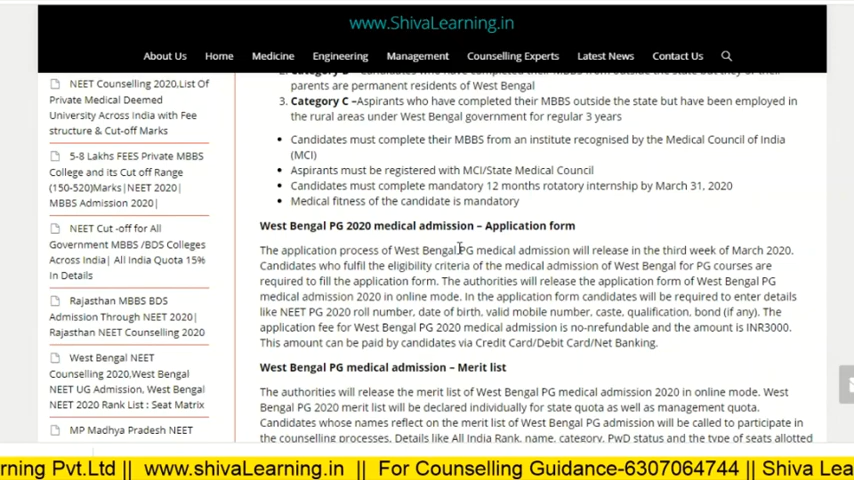 www.ShivaLearning.in
About Us Home Medicine Engineering Management Counselling Experts Latest News Contact Us
NEET Counselling 2020,List Of
Private Medical Deemed
University Across India with Fee
structure & Cut-off Marks
5-8 Lakhs FEES Private MBBS
College and its Cut off Range
(150-520)Marks|NEET 2020|
MBBS Admission 2020|
NEET Cut -off for All
Government MBBS /BDS Colleges
Across India| All India Quota 15%
In Details
Rajasthan MBBS BDS
Admission Through NEET 2020|
Rajasthan NEET Counselling 2020
West Bengal NEET
Counselling 2020,West Bengal
NEET UG Admission, West Bengal
NEET 2020 Rank List : Seat Matrix
MP Madhya Pradesh NEET
parents are permanent residents of West Bengal
3. Category C –Aspirants who have completed their MBBS outside the state but have been employed in
the rural areas under West Bengal government for regular 3 years
• Candidates must complete their MBBS from an institute recognised by the Medical Council of India
(MCI)
• Aspirants must be registered with MCI/State Medical Council
• Candidates must complete mandatory 12 months rotatory internship by March 31, 2020
• Medical fitness of the candidate is mandatory
West Bengal PG 2020 medical admission – Application form
The application process of West Bengal PG medical admission will release in the third week of March 2020.
Candidates who fulfil the eligibility criteria of the medical admission of West Bengal for PG courses are
required to fill the application form. The authorities will release the application form of West Bengal PG
medical admission 2020 in online mode. In the application form candidates will be required to enter details
like NEET PG 2020 roll number, date of birth, valid mobile number, caste, qualification, bond (if any). The
application fee for West Bengal PG 2020 medical admission is no-refundable and the amount is INR3000.
This amount can be paid by candidates via Credit Card/Debit Card/Net Banking.
West Bengal PG medical admission – Merit list
The authorities will release the merit list of West Bengal PG medical admission 2020 in online mode. West
Bengal PG 2020 merit list will be declared individually for state quota as well as management quota.
Candidates whose names reflect on the merit list of West Bengal PG medical admission will be called to participate in
the counselling processes. Details like All India Rank, name, category, PwD status and the type of seats allotted
rning Pvt.Ltd || www.shivaLearning.in || For Counselling Guidance-6307064744 || Shiva Lea